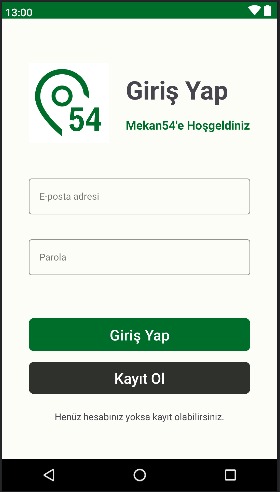 13:00
54
Giriş Yap
Mekan54'e Hoşgeldiniz
E-posta adresi
Parola
Giriş Yap
Kayıt Ol
Henüz hesabınız yoksa kayıt olabilirsiniz.